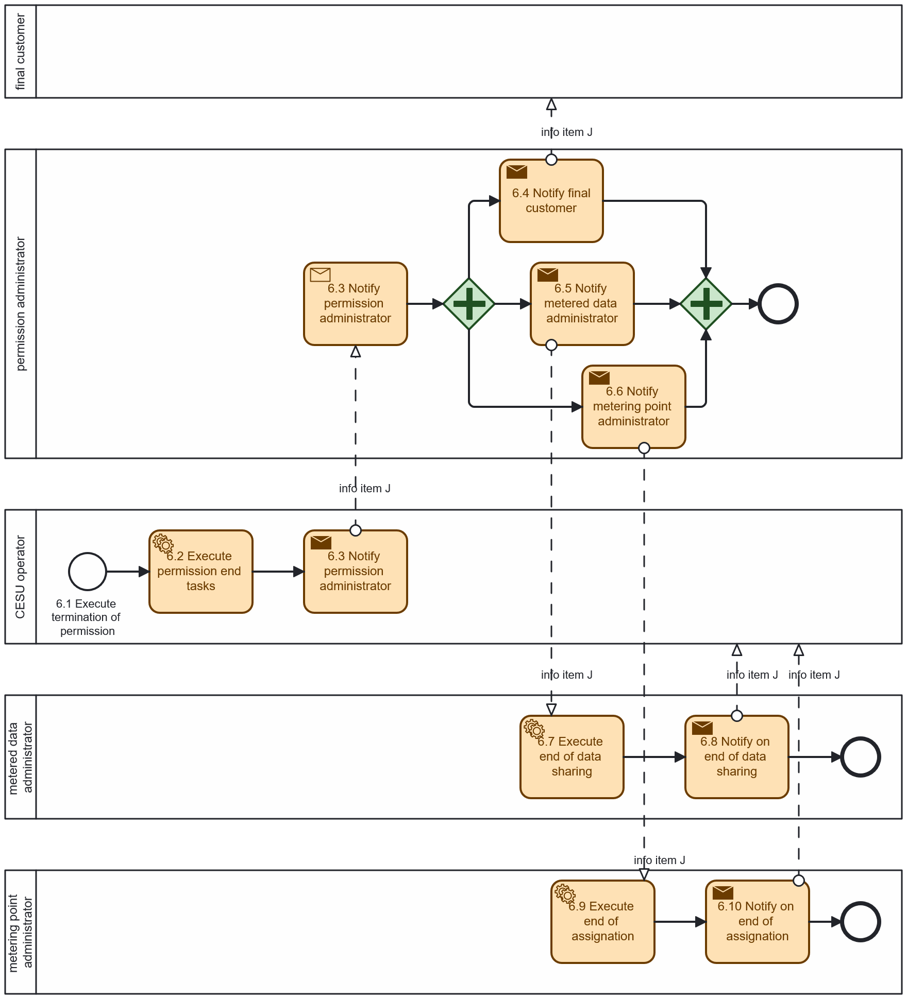 final customer
info item J
permission administrator
6.4 Notify final
customer
6.3 Notify
permission
administrator
6.5 Notify
metered data
administrator
6.6 Notify
metering point
administrator
info item J
CESU operator
6.1 Execute
termination of
permission
6.2 Execute
permission end
tasks
6.3 Notify
permission
administrator
info item J
info item J
info item J
metered data
administrator
6.7 Execute
end of data
sharing
6.8 Notify on
end of data
sharing
info item J
metering point
administrator
6.9 Execute
end of
assignation
6.10 Notify on
end of
assignation